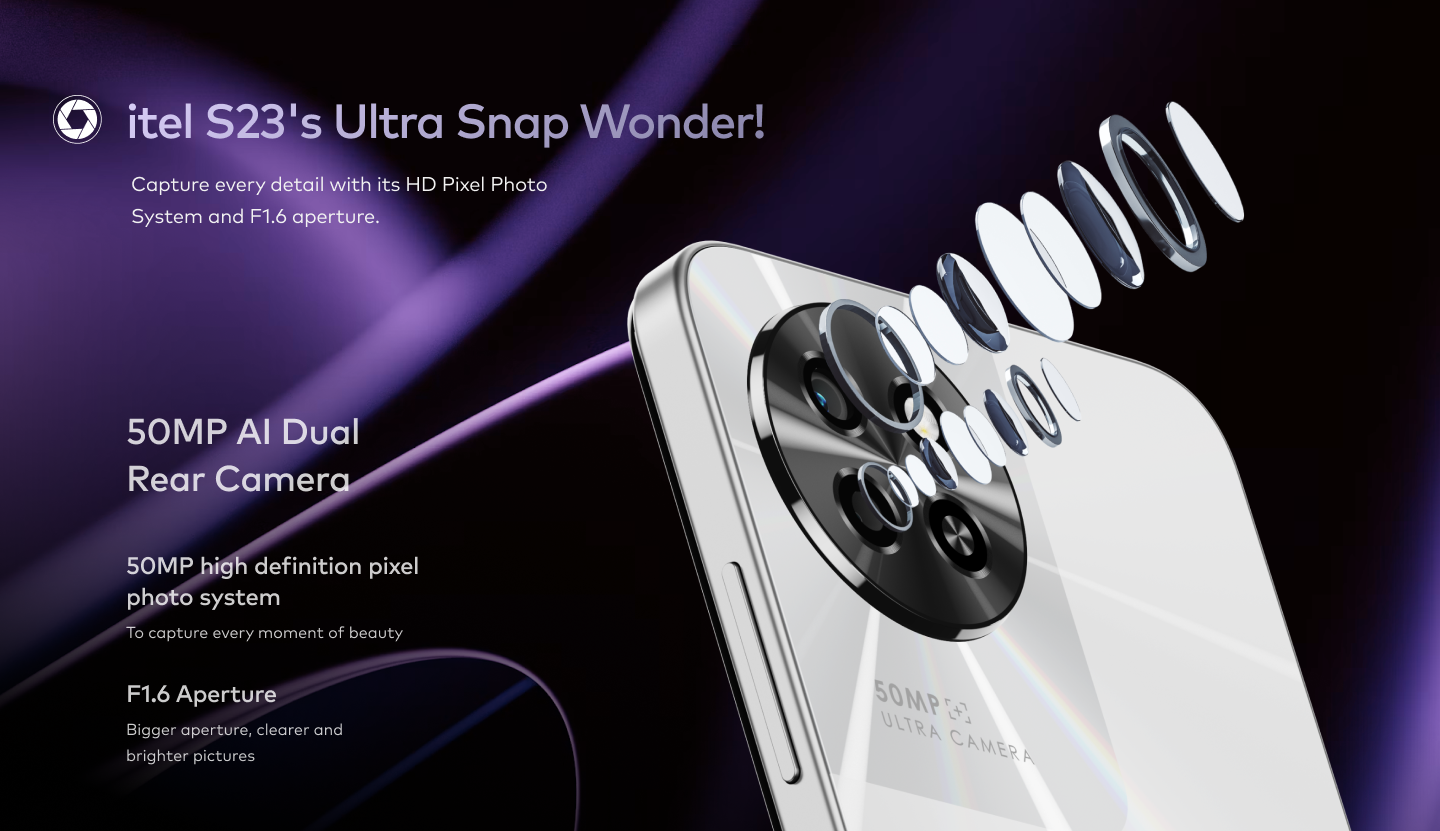 itel S23's Ultra Snap Wonder!
Capture every detail with its HD Pixel Photo
System and F1.6 aperture.
50MP AI Dual
Rear Camera
50MP high definition pixel
photo system
To capture every moment of beauty
F1.6 Aperture
Bigger aperture, clearer and
brighter pictures
50MP
ULTRA CAMERA